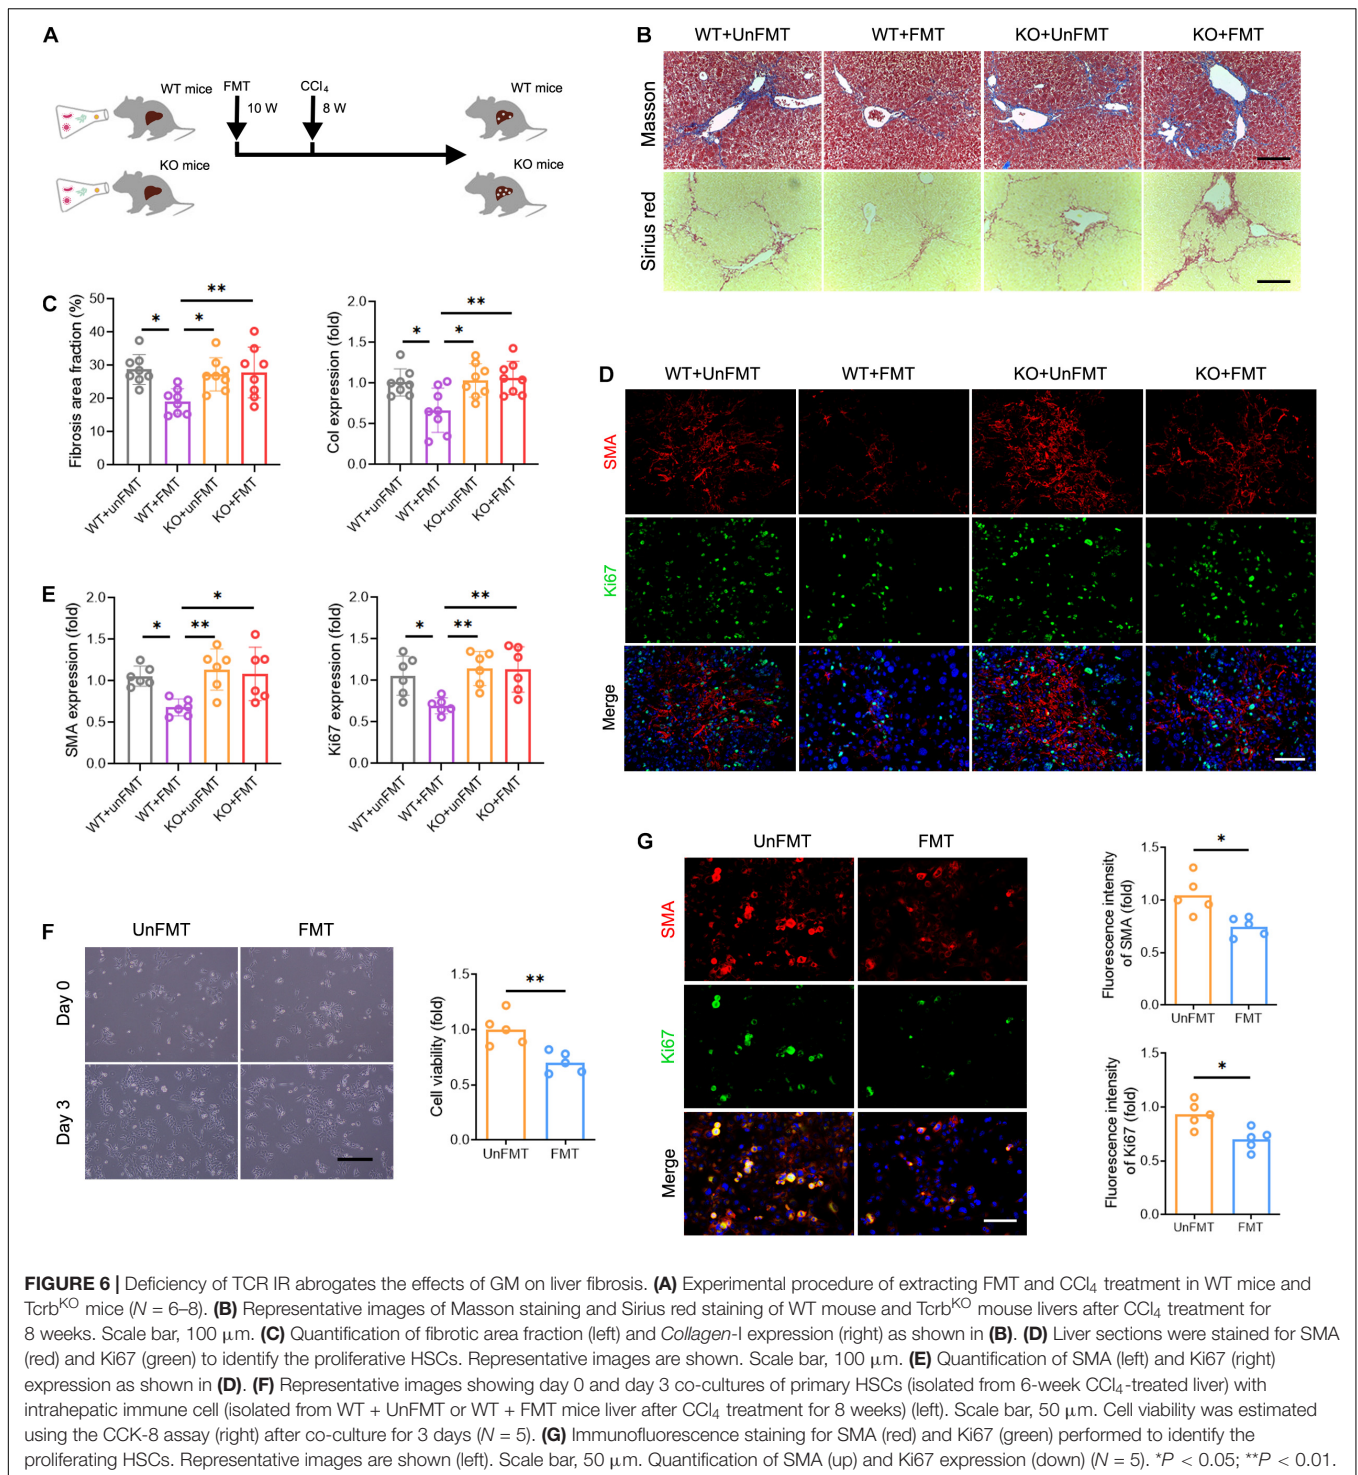 A
WT mice
FMT
10 W
CCl4
8 W
WT mice
KO mice
KO mice
B
WT+UnFMT
WT+FMT
KO+UnFMT
KO+FMT
Masson
Sirius red
C
Fibrosis area fraction (%)
50
40
30
20
10
0
*
*
**
WT+unFMT
WT+FMT
KO+unFMT
KO+FMT
Col expression (fold)
2.0
1.5
1.0
0.5
0.0
*
*
**
WT+unFMT
WT+FMT
KO+unFMT
KO+FMT
D
WT+UnFMT
WT+FMT
KO+UnFMT
KO+FMT
SMA
Ki67
Merge
E
SMA expression (fold)
2.0
1.5
1.0
0.5
0.0
*
**
*
WT+unFMT
WT+FMT
KO+unFMT
KO+FMT
Ki67 expression (fold)
2.0
1.5
1.0
0.5
0.0
*
**
**
WT+unFMT
WT+FMT
KO+unFMT
KO+FMT
F
UnFMT
FMT
Day 0
Day 3
Cell viability (fold)
1.5
1.0
0.5
0.0
**
UnFMT
FMT
G
UnFMT
FMT
SMA
Ki67
Merge
Fluorescence intensity
of SMA (fold)
1.5
1.0
0.5
0.0
*
UnFMT
FMT
Fluorescence intensity
of Ki67 (fold)
1.5
1.0
0.5
0.0
*
UnFMT
FMT
FIGURE 6 | Deficiency of TCR IR abrogates the effects of GM on liver fibrosis. (A) Experimental procedure of extracting FMT and CCl4 treatment in WT mice and
TcrbKO mice (N = 6–8). (B) Representative images of Masson staining and Sirius red staining of WT mouse and TcrbKO mouse livers after CCl4 treatment for
8 weeks. Scale bar, 100 μm. (C) Quantification of fibrotic area fraction (left) and Collagen-I expression (right) as shown in (B). (D) Liver sections were stained for SMA
(red) and Ki67 (green) to identify the proliferative HSCs. Representative images are shown. Scale bar, 100 μm. (E) Quantification of SMA (left) and Ki67 (right)
expression as shown in (D). (F) Representative images showing day 0 and day 3 co-cultures of primary HSCs (isolated from 6-week CCl4-treated liver) with
intrahepatic immune cell (isolated from WT + UnFMT or WT + FMT mice liver after CCl4 treatment for 8 weeks) (left). Scale bar, 50 μm. Cell viability was estimated
using the CCK-8 assay (right) after co-culture for 3 days (N = 5). (G) Immunofluorescence staining for SMA (red) and Ki67 (green) performed to identify the
proliferating HSCs. Representative images are shown (left). Scale bar, 50 μm. Quantification of SMA (up) and Ki67 expression (down) (N = 5). *P < 0.05; **P < 0.01.